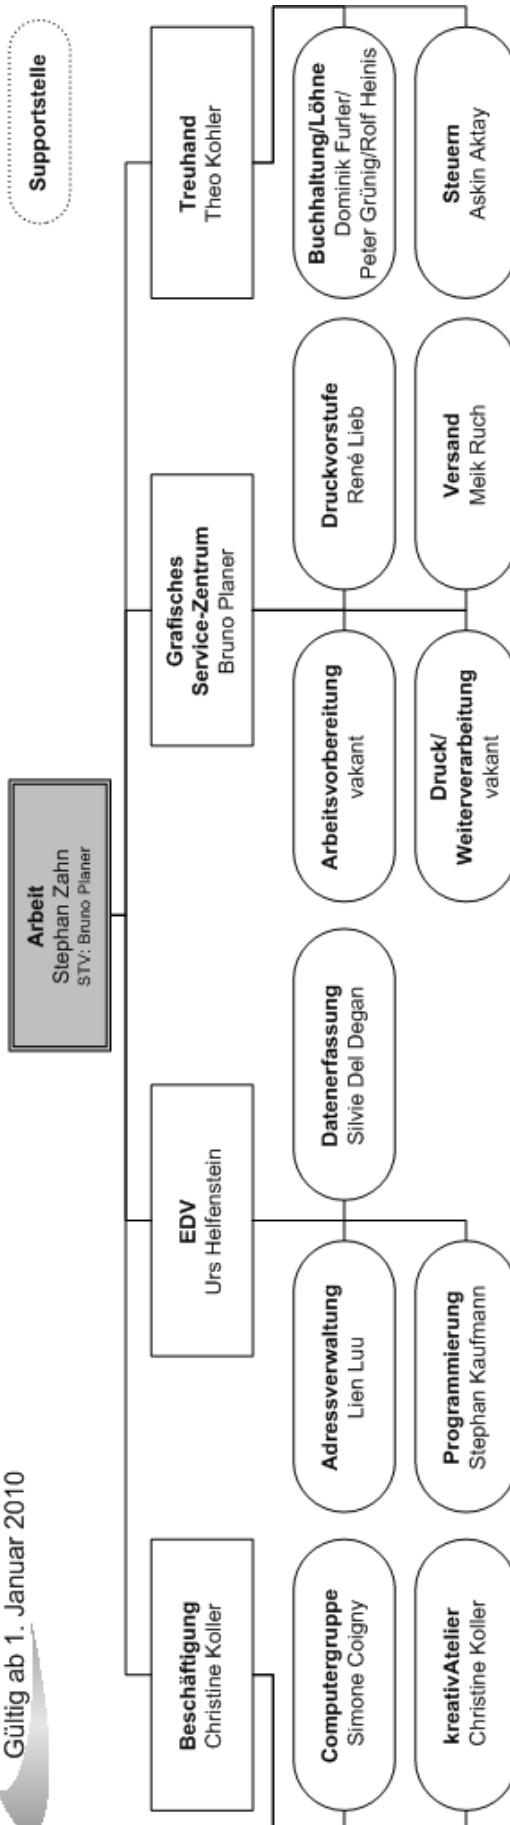 Gültig ab 1. Januar 2010
Supportstelle
Arbeit
Stephan Zahn
STV: Bruno Planer
Beschäftigung
Christine Koller
EDV
Urs Helfenstein
Grafisches
Service-Zentrum
Bruno Planer
Treuhand
Theo Kohler
Computergruppe
Simone Coigny
Adressverwaltung
Lien Luu
Datenerfassung
Silvie Del Degan
Arbeitsvorbereitung
vakant
Druckvorstufe
René Lieb
Buchhaltung/Löhne
Dominik Furler/
Peter Grünig/Rolf Heinis
kreativAtelier
Christine Koller
Programmierung
Stephan Kaufmann
Druck/
Weiterverarbeitung
vakant
Versand
Meik Ruch
Steuern
Askin Aktay